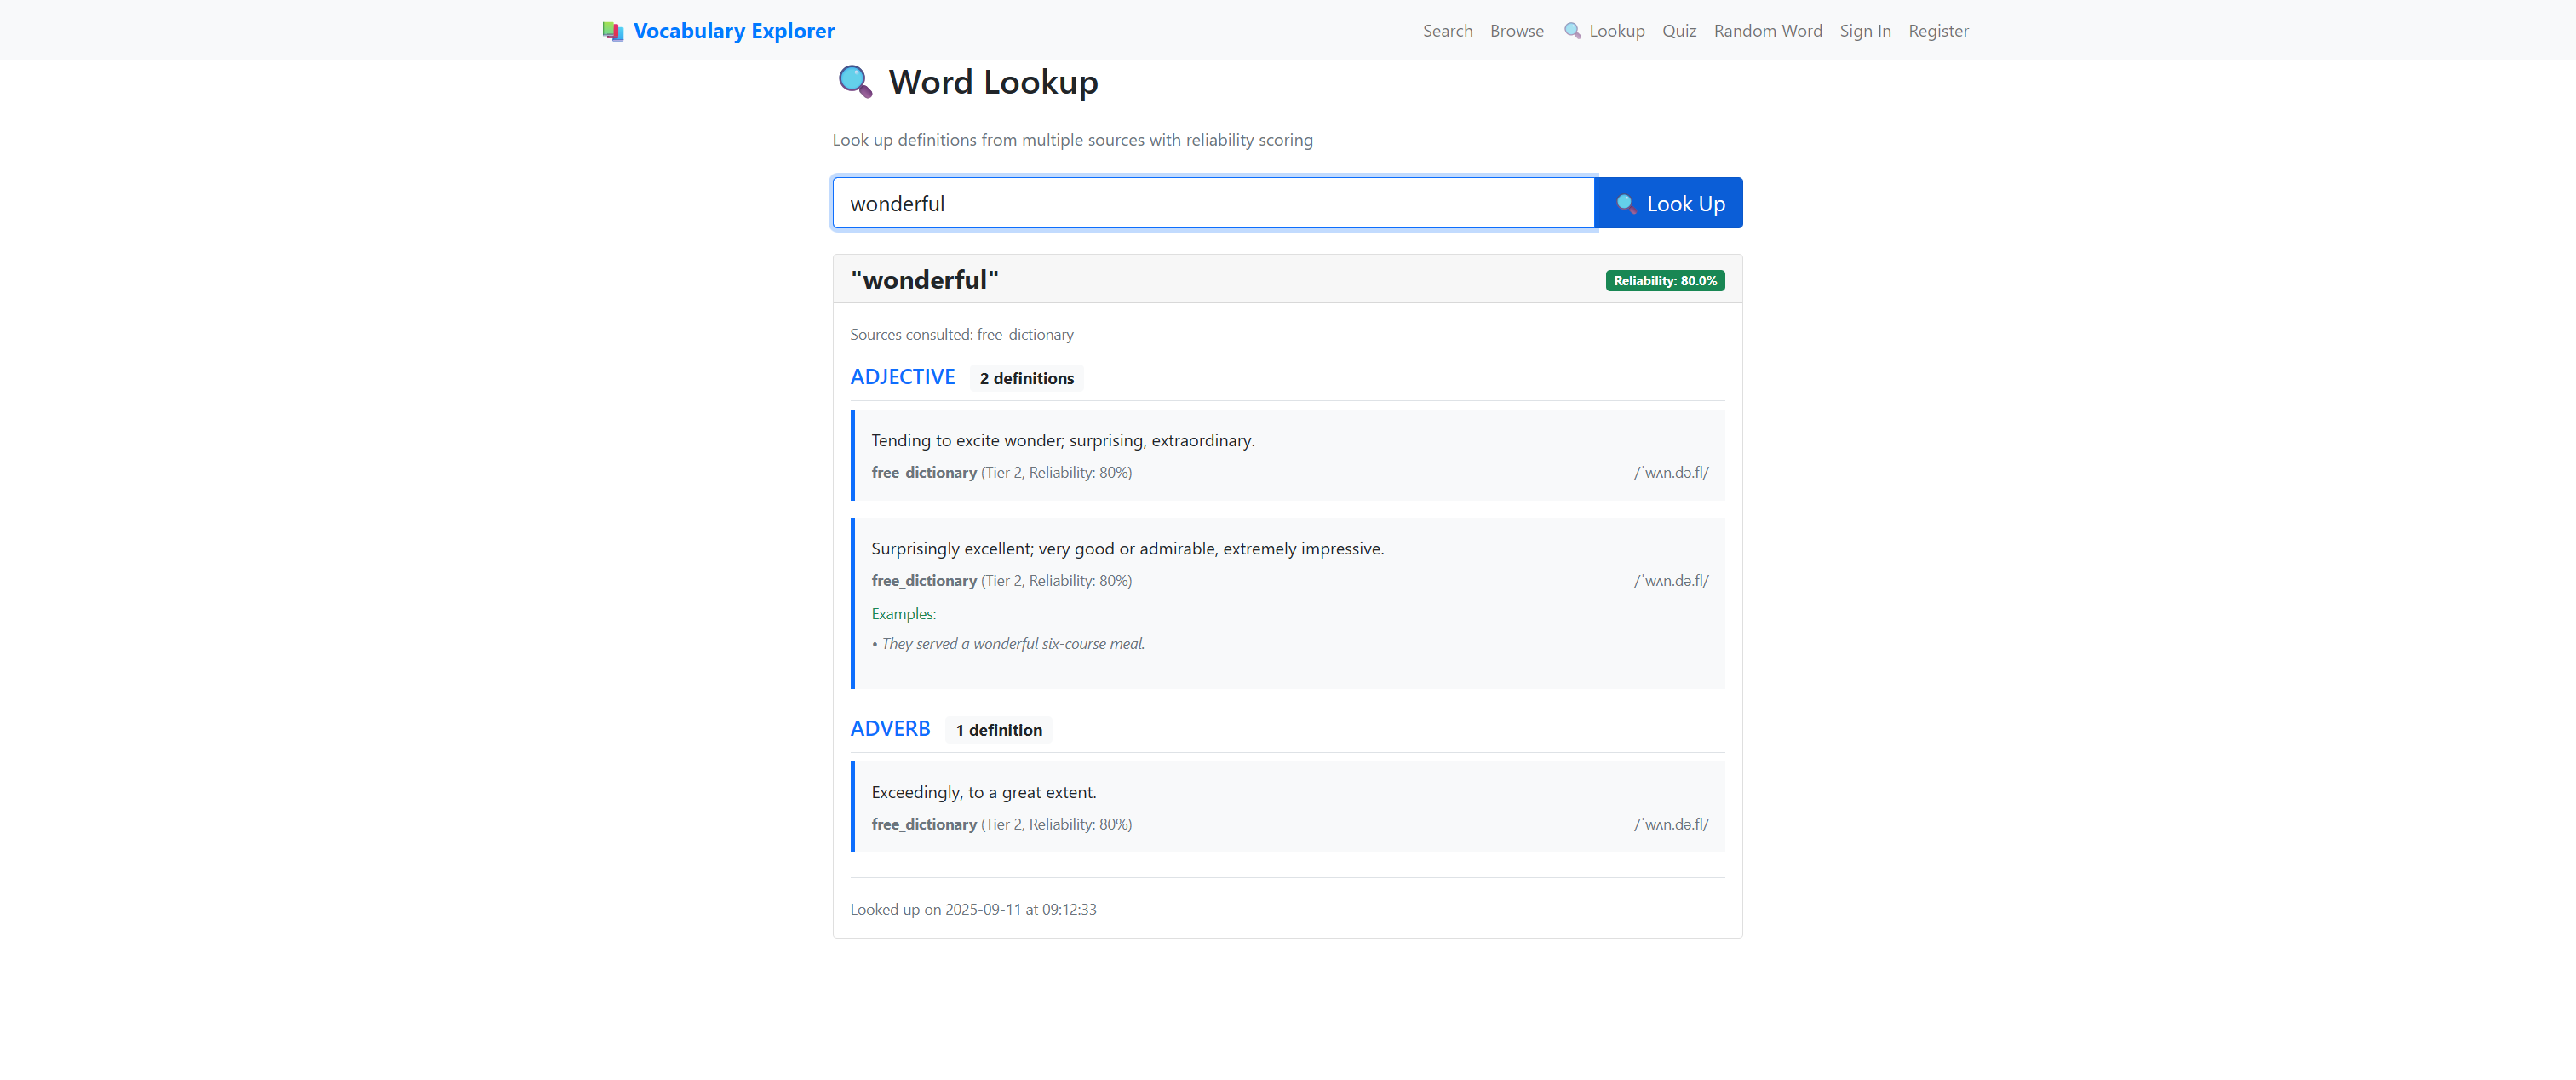 Vocabulary Explorer
Search Browse Lookup Quiz Random Word Sign In Register
Word Lookup
Look up definitions from multiple sources with reliability scoring
wonderful
Look Up
"wonderful"
Reliability: 80.0%
Sources consulted: free_dictionary
ADJECTIVE 2 definitions
Tending to excite wonder; surprising, extraordinary.
free_dictionary (Tier 2, Reliability: 80%) /ˈwʌn.də.fl/
Surprisingly excellent; very good or admirable, extremely impressive.
free_dictionary (Tier 2, Reliability: 80%) /ˈwʌn.də.fl/
Examples:
• They served a wonderful six-course meal.
ADVERB 1 definition
Exceedingly, to a great extent.
free_dictionary (Tier 2, Reliability: 80%) /ˈwʌn.də.fl/
Looked up on 2025-09-11 at 09:12:33